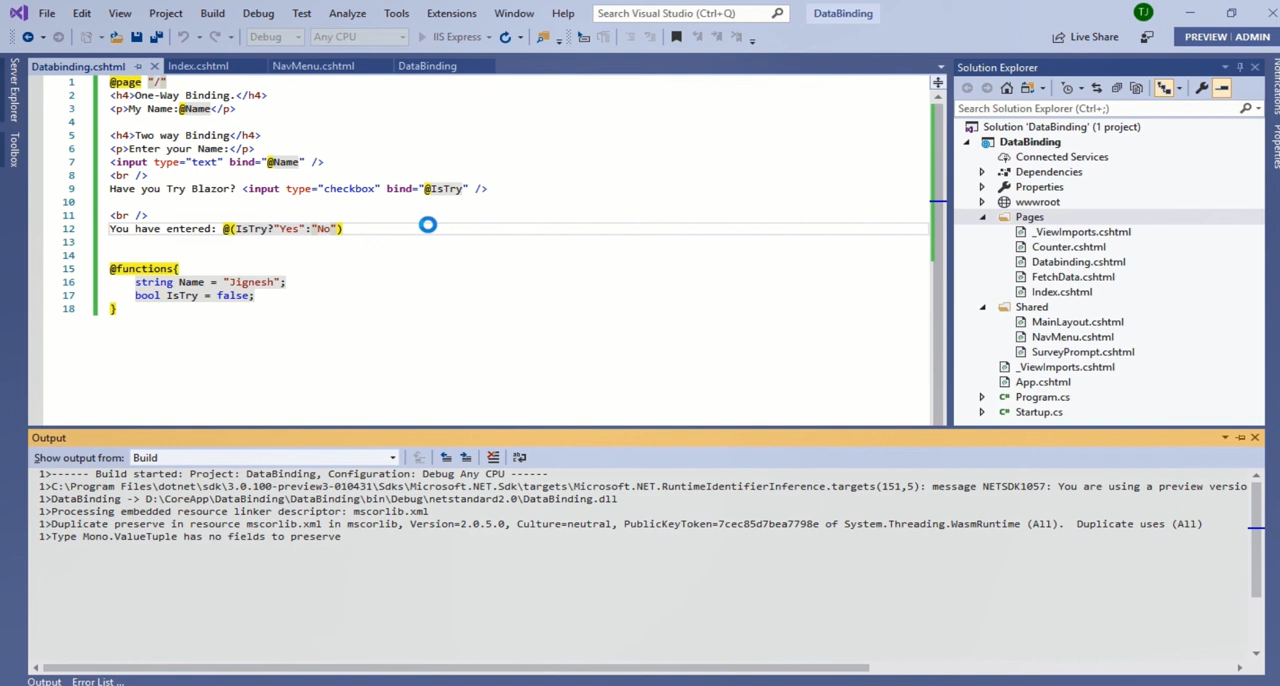 File Edit View Project Build Debug Test Analyze Tools Extensions Window Help Search Visual Studio (Ctrl+Q) DataBinding TJ
Debug Any CPU IIS Express Live Share PREVIEW ADMIN
Databinding.cshtml Index.cshtml NavMenu.cshtml DataBinding
Server Explorer
Toolbox
1 @page "/"
2 <h4>One-Way Binding.</h4>
3 <p>My Name:@Name</p>
4
5 <h4>Two way Binding</h4>
6 <p>Enter your Name:</p>
7 <input type="text" bind="@Name" />
8 <br />
9 Have you Try Blazor? <input type="checkbox" bind="@IsTry" />
10
11 <br />
12 You have entered: @(IsTry?"Yes":"No")
13
14
15 @functions{
16 string Name = "Jignesh";
17 bool IsTry = false;
18 }
Solution Explorer
Search Solution Explorer (Ctrl+;)
Solution 'DataBinding' (1 project)
DataBinding
Connected Services
Dependencies
Properties
wwwroot
Pages
_ViewImports.cshtml
Counter.cshtml
Databinding.cshtml
FetchData.cshtml
Index.cshtml
Shared
MainLayout.cshtml
NavMenu.cshtml
SurveyPrompt.cshtml
_ViewImports.cshtml
App.cshtml
C# Program.cs
C# Startup.cs
Notifications
Properties
Output
Show output from: Build
1>------ Build started: Project: DataBinding, Configuration: Debug Any CPU ------
1>C:\Program Files\dotnet\sdk\3.0.100-preview3-010431\Sdks\Microsoft.NET.Sdk\targets\Microsoft.NET.RuntimeIdentifierInference.targets(151,5): message NETSDK1057: You are using a preview versio
1>DataBinding -> D:\CoreApp\DataBinding\DataBinding\bin\Debug\netstandard2.0\DataBinding.dll
1>Processing embedded resource linker descriptor: mscorlib.xml
1>Duplicate preserve in resource mscorlib.xml in mscorlib, Version=2.0.5.0, Culture=neutral, PublicKeyToken=7cec85d7bea7798e of System.Threading.WasmRuntime (All). Duplicate uses (All)
1>Type Mono.ValueTuple has no fields to preserve
Output Error List ...